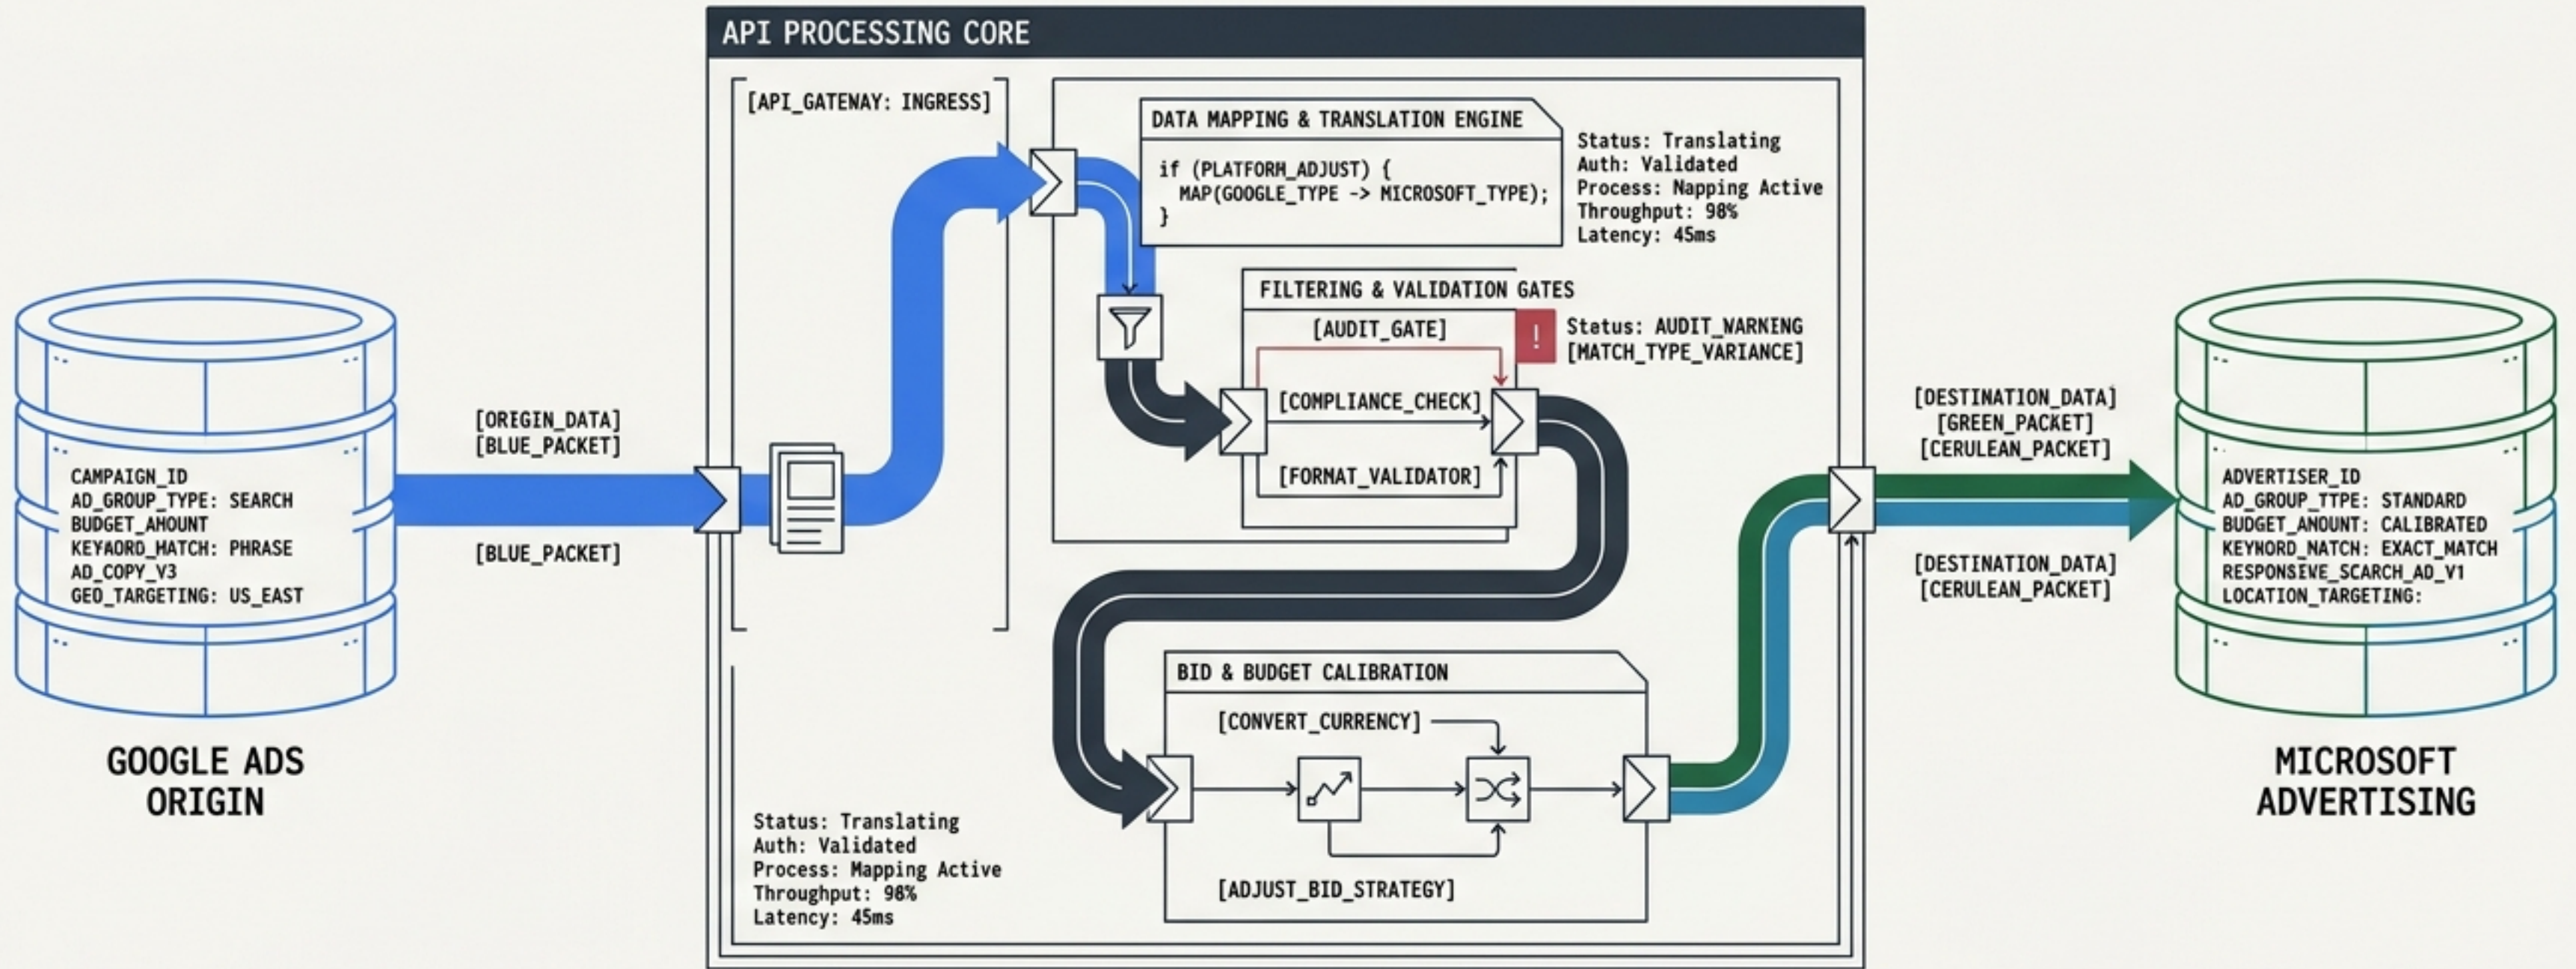 API PROCESSING CORE
[API_GATEWAY: INGRESS]
DATA MAPPING & TRANSLATION ENGINE
if (PLATFORM_ADJUST) {
MAP(GOOGLE_TYPE -> MICROSOFT_TYPE);
}
Status: Translating
Auth: Validated
Process: Napping Active
Throughput: 98%
Latency: 45ms
FILTERING & VALIDATION GATES
[AUDIT_GATE]
!
Status: AUDIT_WARKING
[MATCH_TYPE_VARIANCE]
[COMPLIANCE_CHECK]
[FORMAT_VALIDATOR]
[ORIGIN_DATA]
[BLUE_PACKET]
[BLUE_PACKET]
CAMPAIGN_ID
AD_GROUP_TYPE: SEARCH
BUDGET_AHOUNT
KEYAORD_HATCH: PHRASE
AD_COPY_V3
GEO_TARGETING: US_EAST
GOOGLE ADS
ORIGIN
BID & BUDGET CALIBRATION
[CONVERT_CURRENCY]
[ADJUST_BID_STRATEGY]
Status: Translating
Auth: Validated
Process: Mapping Active
Throughput: 98%
Latency: 45ms
[DESTINATION_DATA]
[GREEN_PACKET]
[CERULEAN_PACKET]
[DESTINATION_DATA]
[CERULEAN_PACKET]
ADVERTISER_ID
AD_GROUP_TTPE: STANDARD
BUDGET_AMOUNT: CALIBRATED
KEYHORD_NATCH: EXACT_MATCH
RESPONSEVE_SCARCH_AD_V1
LOCATION_TARGETING:
MICROSOFT
ADVERTISING